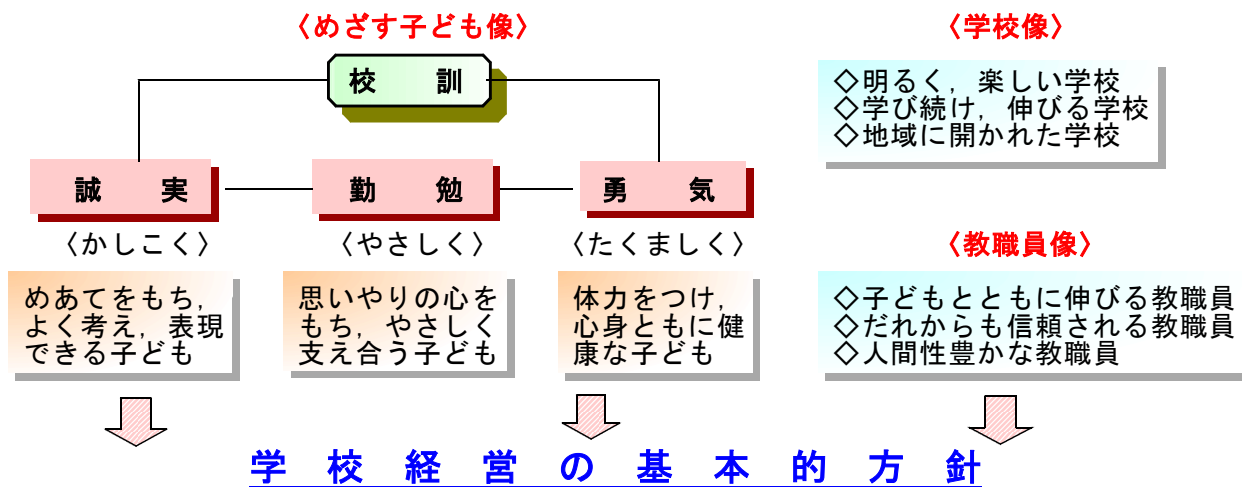 〈めざす子ども像〉
校　　訓
誠　　実
勤　　勉
勇　　気
〈かしこく〉
〈やさしく〉
〈たくましく〉
めあてをもち，
よく考え，表現
できる子ども
思いやりの心を
もち，やさしく
支え合う子ども
体力をつけ，
心身ともに健
康な子ども
〈学校像〉
◇明るく，楽しい学校
◇学び続け，伸びる学校
◇地域に開かれた学校
〈教職員像〉
◇子どもとともに伸びる教職員
◇だれからも信頼される教職員
◇人間性豊かな教職員
学　校　経　営　の　基　本　的　方　針